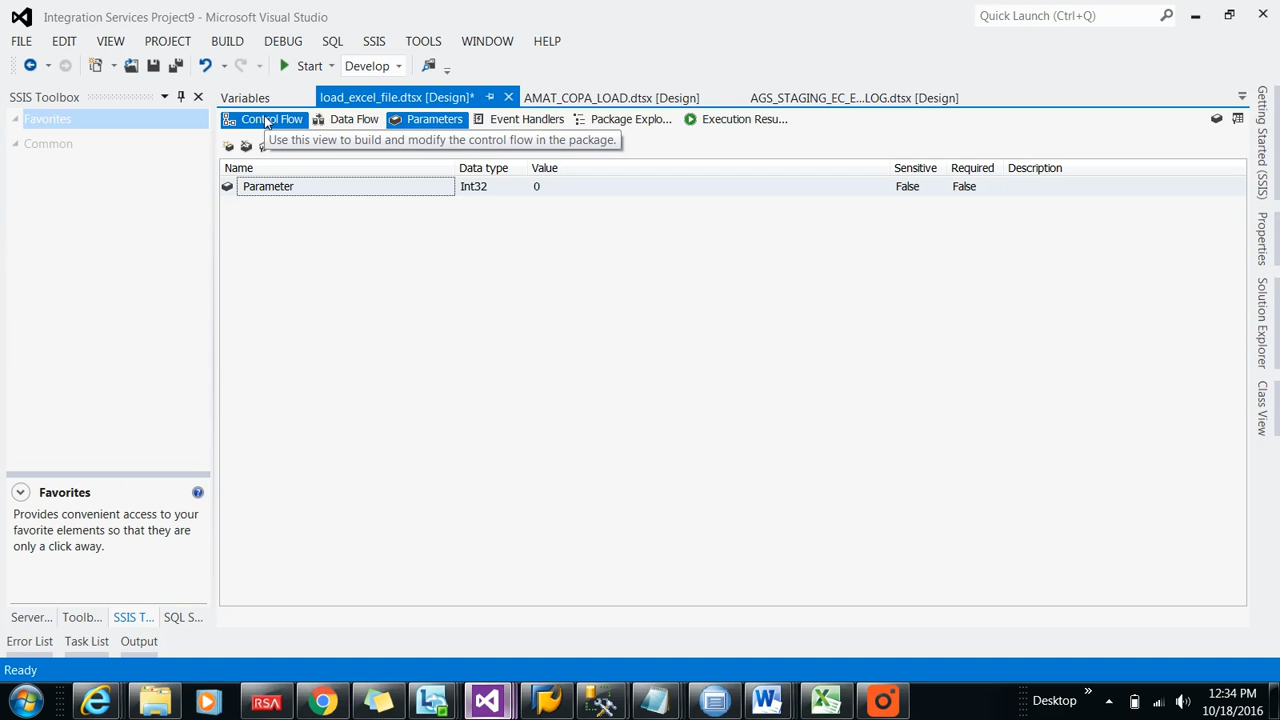 Integration Services Project9 - Microsoft Visual Studio
Quick Launch (Ctrl+Q)
FILE EDIT VIEW PROJECT BUILD DEBUG SQL SSIS TOOLS WINDOW HELP
Start Develop
SSIS Toolbox
Variables load_excel_file.dtsx [Design]* AMAT_COPA_LOAD.dtsx [Design] AGS_STAGING_EC_E...LOG.dtsx [Design]
Favorites
Control Flow Data Flow Parameters Event Handlers Package Explo... Execution Resu...
Common
Use this view to build and modify the control flow in the package.
Name Data type Value Sensitive Required Description
Parameter Int32 0 False False
Getting Started (SSIS)
Properties
Solution Explorer
Class View
Favorites
Provides convenient access to your
favorite elements so that they are
only a click away.
Server... Toolb... SSIS T... SQL S...
Error List Task List Output
Ready
RSA
Desktop
12:34 PM
10/18/2016